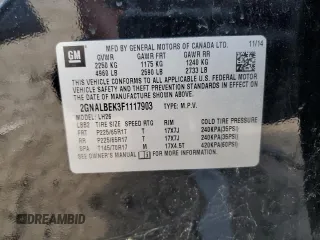 GM
MFD BY GENERAL MOTORS OF CANADA LTD.
11/14
GVWR GAWR FRT GAWR RR
2250 KG 1175 KG 1240 KG
4960 LB 2590 LB 2733 LB
THIS VEHICLE CONFORMS TO ALL APPLICABLE U.S. FEDERAL
MOTOR VEHICLE SAFETY, BUMPER, AND THEFT PREVENTION
STANDARDS IN EFFECT ON THE DATE OF MANUFACTURE
SHOWN ABOVE.
2GNALBEK3F1117903 TYPE: M.P.V.
MODEL: LH26
TIRE SIZE SPEED RTG RIM COLD TIRE PRESSURE
FRT P225/65R17 T 17X7J 240KPA(35PSI)
RR P225/65R17 T 17X7J 240KPA(35PSI)
SPA T145/70R17 M 17X4.5T 420KPA(60PSI)
SEE OWNER'S MANUAL FOR ADDITIONAL INFORMATION.